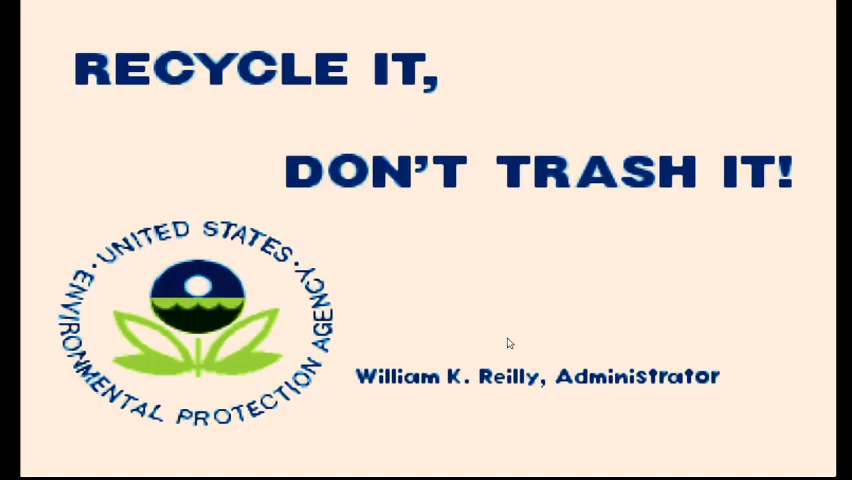 RECYCLE IT,
DON'T TRASH IT!
· UNITED STATES ·
ENVIRONMENTAL PROTECTION AGENCY
William K. Reilly, Administrator